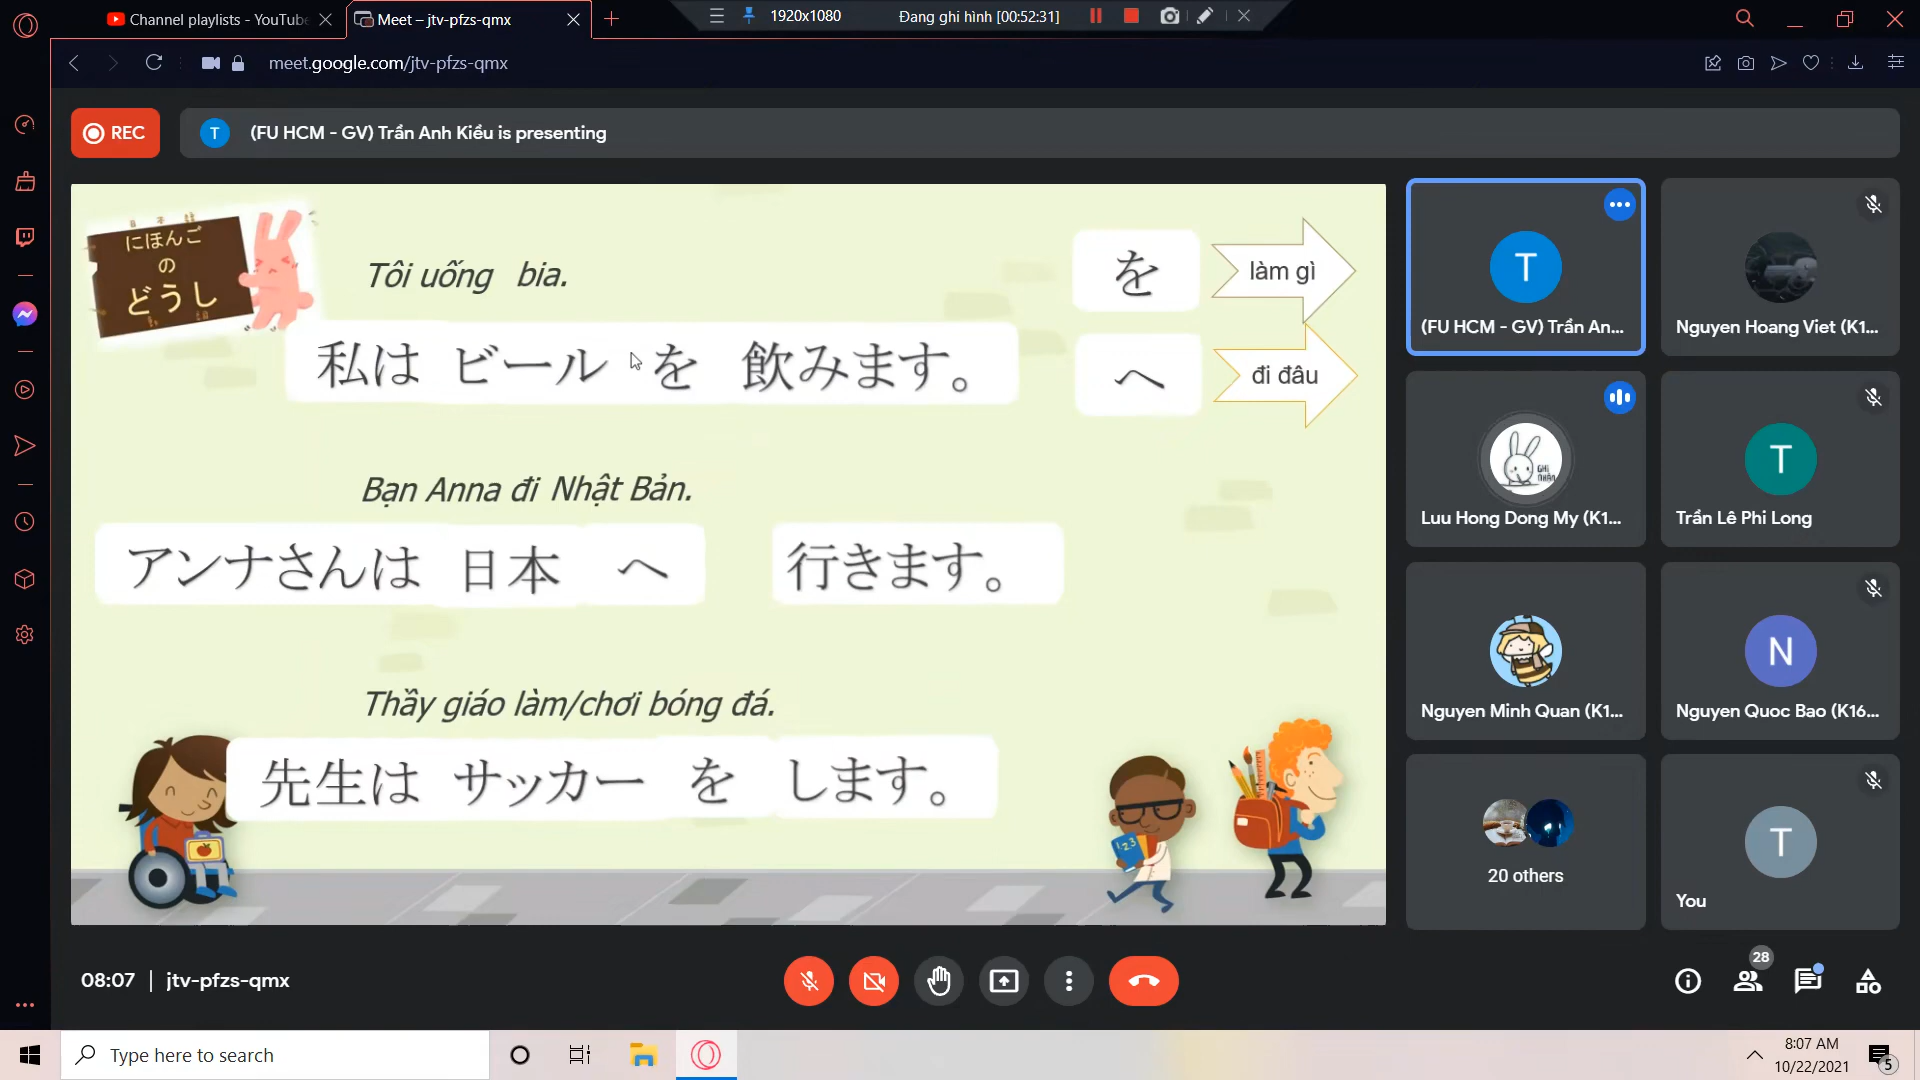 Channel playlists - YouTube
Meet – jtv-pfzs-qmx
1920x1080
Đang ghi hình [00:52:31]
meet.google.com/jtv-pfzs-qmx
REC
T
(FU HCM - GV) Trần Anh Kiều is presenting
にほんご
の
どうし
Tôi uống bia.
を
làm gì
私は ビール を 飲みます。
へ
đi đâu
Bạn Anna đi Nhật Bản.
アンナさんは 日本 へ 行きます。
Thầy giáo làm/chơi bóng đá.
先生は サッカー を します。
123
T
(FU HCM - GV) Trần An...
Nguyen Hoang Viet (K1...
GHI
NHẬN
Luu Hong Dong My (K1...
T
Trần Lê Phi Long
Nguyen Minh Quan (K1...
N
Nguyen Quoc Bao (K16...
20 others
T
You
08:07 | jtv-pfzs-qmx
28
Type here to search
8:07 AM
10/22/2021
5